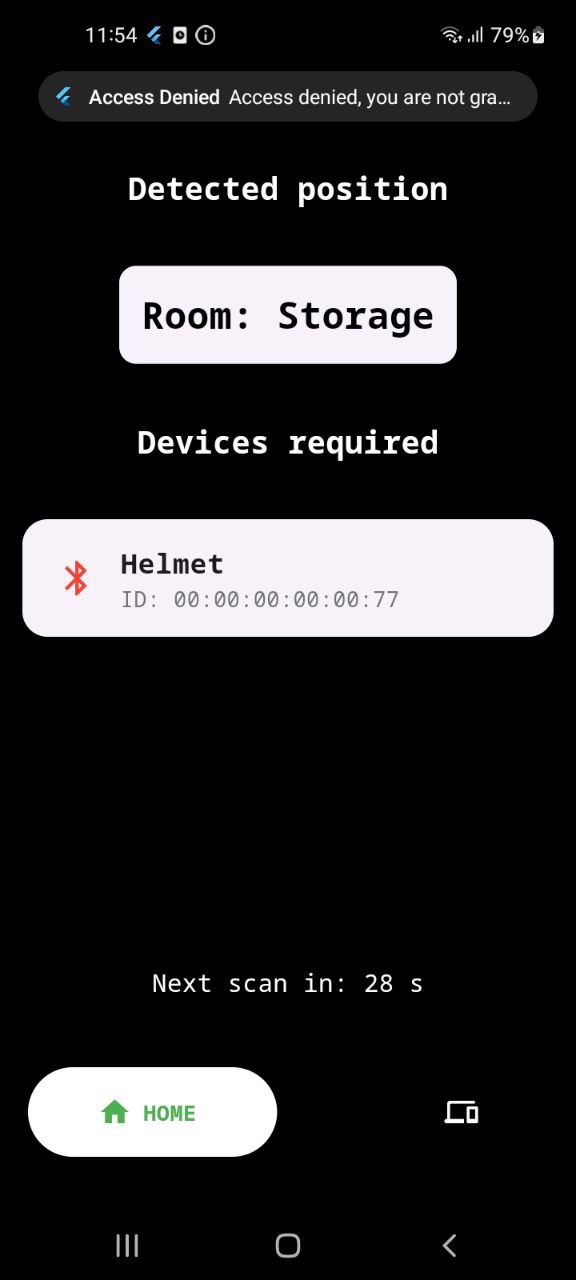 11:54 79%
Access Denied Access denied, you are not gra...
Detected position
Room: Storage
Devices required
Helmet
ID: 00:00:00:00:00:77
Next scan in: 28 s
HOME